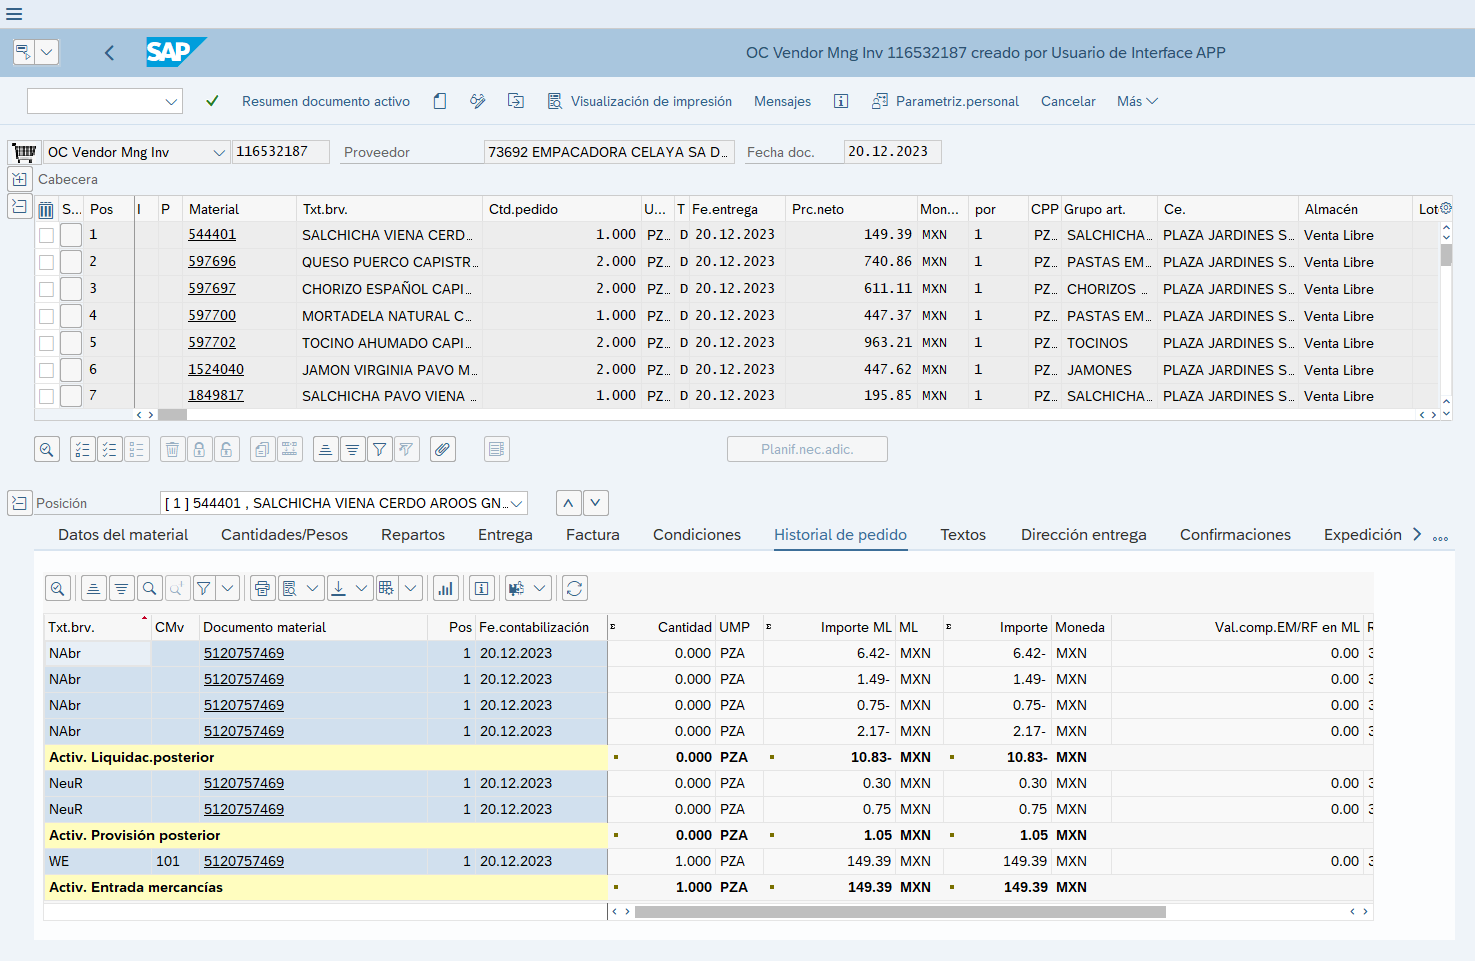 SAP
OC Vendor Mng Inv 116532187 creado por Usuario de Interface APP
Resumen documento activo Visualización de impresión Mensajes Parametriz.personal Cancelar Más
OC Vendor Mng Inv 116532187 Proveedor 73692 EMPACADORA CELAYA SA D... Fecha doc. 20.12.2023
Cabecera
S... Pos I P Material Txt.brv. Ctd.pedido U... T Fe.entrega Prc.neto Mon... por CPP Grupo art. Ce. Almacén Lot
1 544401 SALCHICHA VIENA CERD... 1.000 PZ... D 20.12.2023 149.39 MXN 1 PZ... SALCHICHA... PLAZA JARDINES S... Venta Libre
2 597696 QUESO PUERCO CAPISTR... 2.000 PZ... D 20.12.2023 740.86 MXN 1 PZ... PASTAS EM... PLAZA JARDINES S... Venta Libre
3 597697 CHORIZO ESPAÑOL CAPI... 2.000 PZ... D 20.12.2023 611.11 MXN 1 PZ... CHORIZOS ... PLAZA JARDINES S... Venta Libre
4 597700 MORTADELA NATURAL C... 1.000 PZ... D 20.12.2023 447.37 MXN 1 PZ... PASTAS EM... PLAZA JARDINES S... Venta Libre
5 597702 TOCINO AHUMADO CAPI... 2.000 PZ... D 20.12.2023 963.21 MXN 1 PZ... TOCINOS PLAZA JARDINES S... Venta Libre
6 1524040 JAMON VIRGINIA PAVO M... 2.000 PZ... D 20.12.2023 447.62 MXN 1 PZ... JAMONES PLAZA JARDINES S... Venta Libre
7 1849817 SALCHICHA PAVO VIENA ... 1.000 PZ... D 20.12.2023 195.85 MXN 1 PZ... SALCHICHA... PLAZA JARDINES S... Venta Libre
Planif.nec.adic.
Posición [ 1 ] 544401 , SALCHICHA VIENA CERDO AROOS GN...
Datos del material Cantidades/Pesos Repartos Entrega Factura Condiciones Historial de pedido Textos Dirección entrega Confirmaciones Expedición
Txt.brv. CMv Documento material Pos Fe.contabilización Σ Cantidad UMP Σ Importe ML ML Σ Importe Moneda Val.comp.EM/RF en ML R
NAbr 5120757469 1 20.12.2023 0.000 PZA 6.42- MXN 6.42- MXN 0.00 3
NAbr 5120757469 1 20.12.2023 0.000 PZA 1.49- MXN 1.49- MXN 0.00 3
NAbr 5120757469 1 20.12.2023 0.000 PZA 0.75- MXN 0.75- MXN 0.00 3
NAbr 5120757469 1 20.12.2023 0.000 PZA 2.17- MXN 2.17- MXN 0.00 3
Activ. Liquidac.posterior 0.000 PZA 10.83- MXN 10.83- MXN
NeuR 5120757469 1 20.12.2023 0.000 PZA 0.30 MXN 0.30 MXN 0.00 3
NeuR 5120757469 1 20.12.2023 0.000 PZA 0.75 MXN 0.75 MXN 0.00 3
Activ. Provisión posterior 0.000 PZA 1.05 MXN 1.05 MXN
WE 101 5120757469 1 20.12.2023 1.000 PZA 149.39 MXN 149.39 MXN 0.00 3
Activ. Entrada mercancías 1.000 PZA 149.39 MXN 149.39 MXN